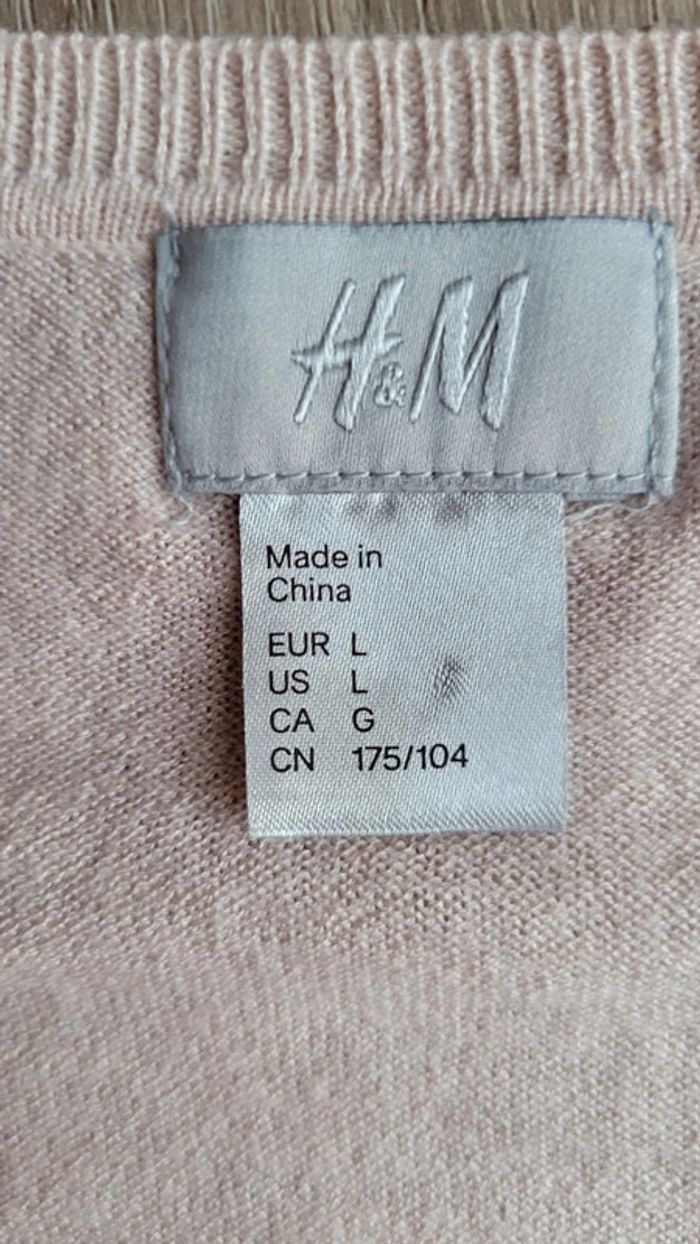 H&M
Made in
China
EUR L
US L
CA G
CN 175/104